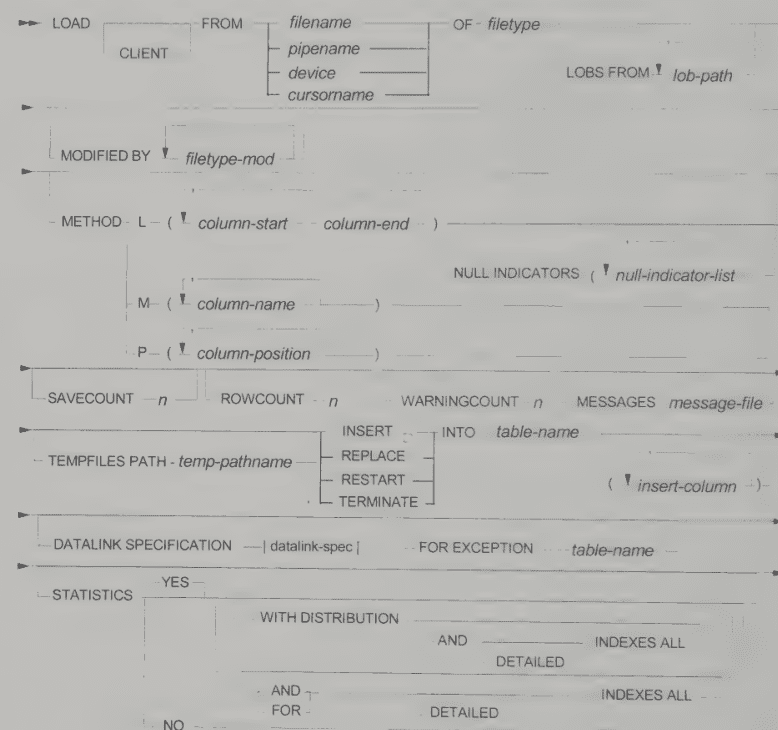 LOAD FROM filename OF filetype
CLIENT pipename
device LOBS FROM lob-path
cursorname
MODIFIED BY filetype-mod
,
METHOD L ( column-start column-end )
,
NULL INDICATORS ( null-indicator-list
,
M ( column-name )
,
P ( column-position )
SAVECOUNT n ROWCOUNT n WARNINGCOUNT n MESSAGES message-file
INSERT INTO table-name
TEMPFILES PATH temp-pathname REPLACE
RESTART ( insert-column )
TERMINATE
DATALINK SPECIFICATION | datalink-spec | FOR EXCEPTION table-name
YES
STATISTICS
WITH DISTRIBUTION
AND INDEXES ALL
DETAILED
AND INDEXES ALL
FOR DETAILED
NO